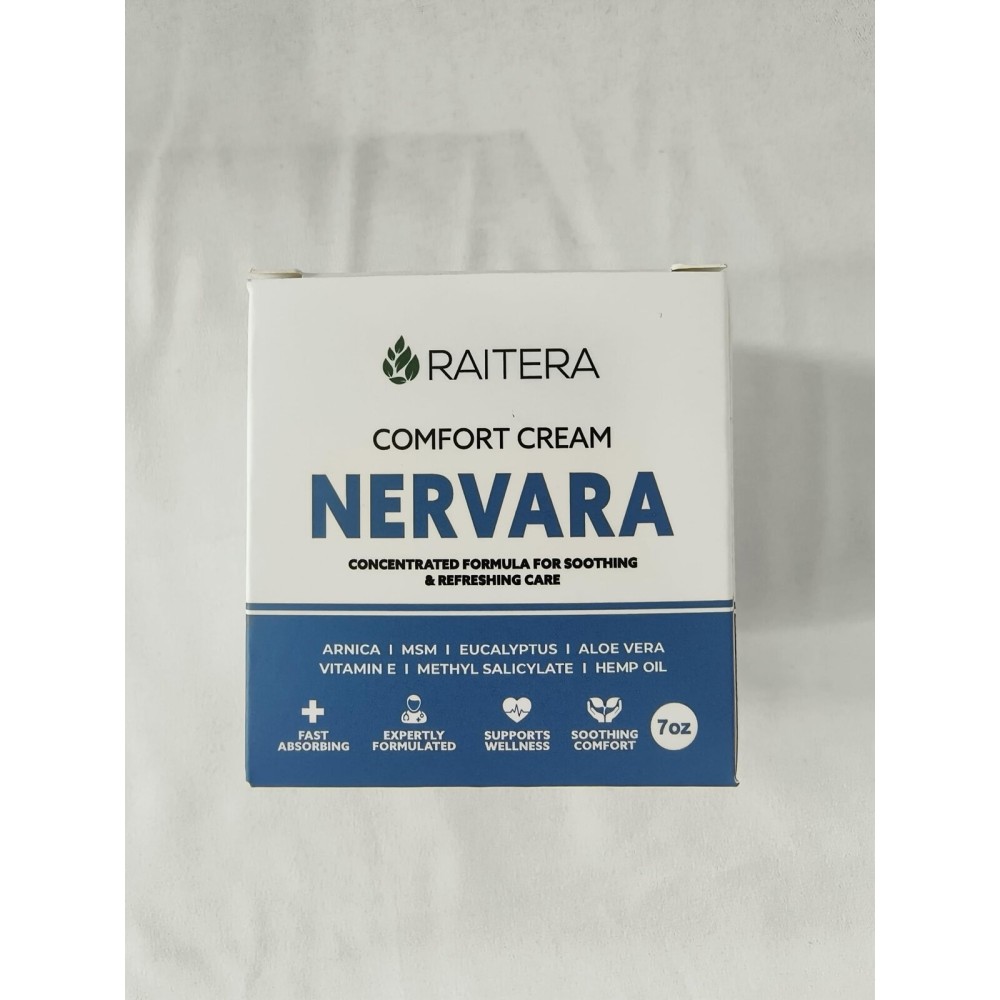 RAITERA
COMFORT CREAM
NERVARA
CONCENTRATED FORMULA FOR SOOTHING
& REFRESHING CARE
ARNICA | MSM | EUCALYPTUS | ALOE VERA
VITAMIN E | METHYL SALICYLATE | HEMP OIL
FAST
ABSORBING
EXPERTLY
FORMULATED
SUPPORTS
WELLNESS
SOOTHING
COMFORT
7oz